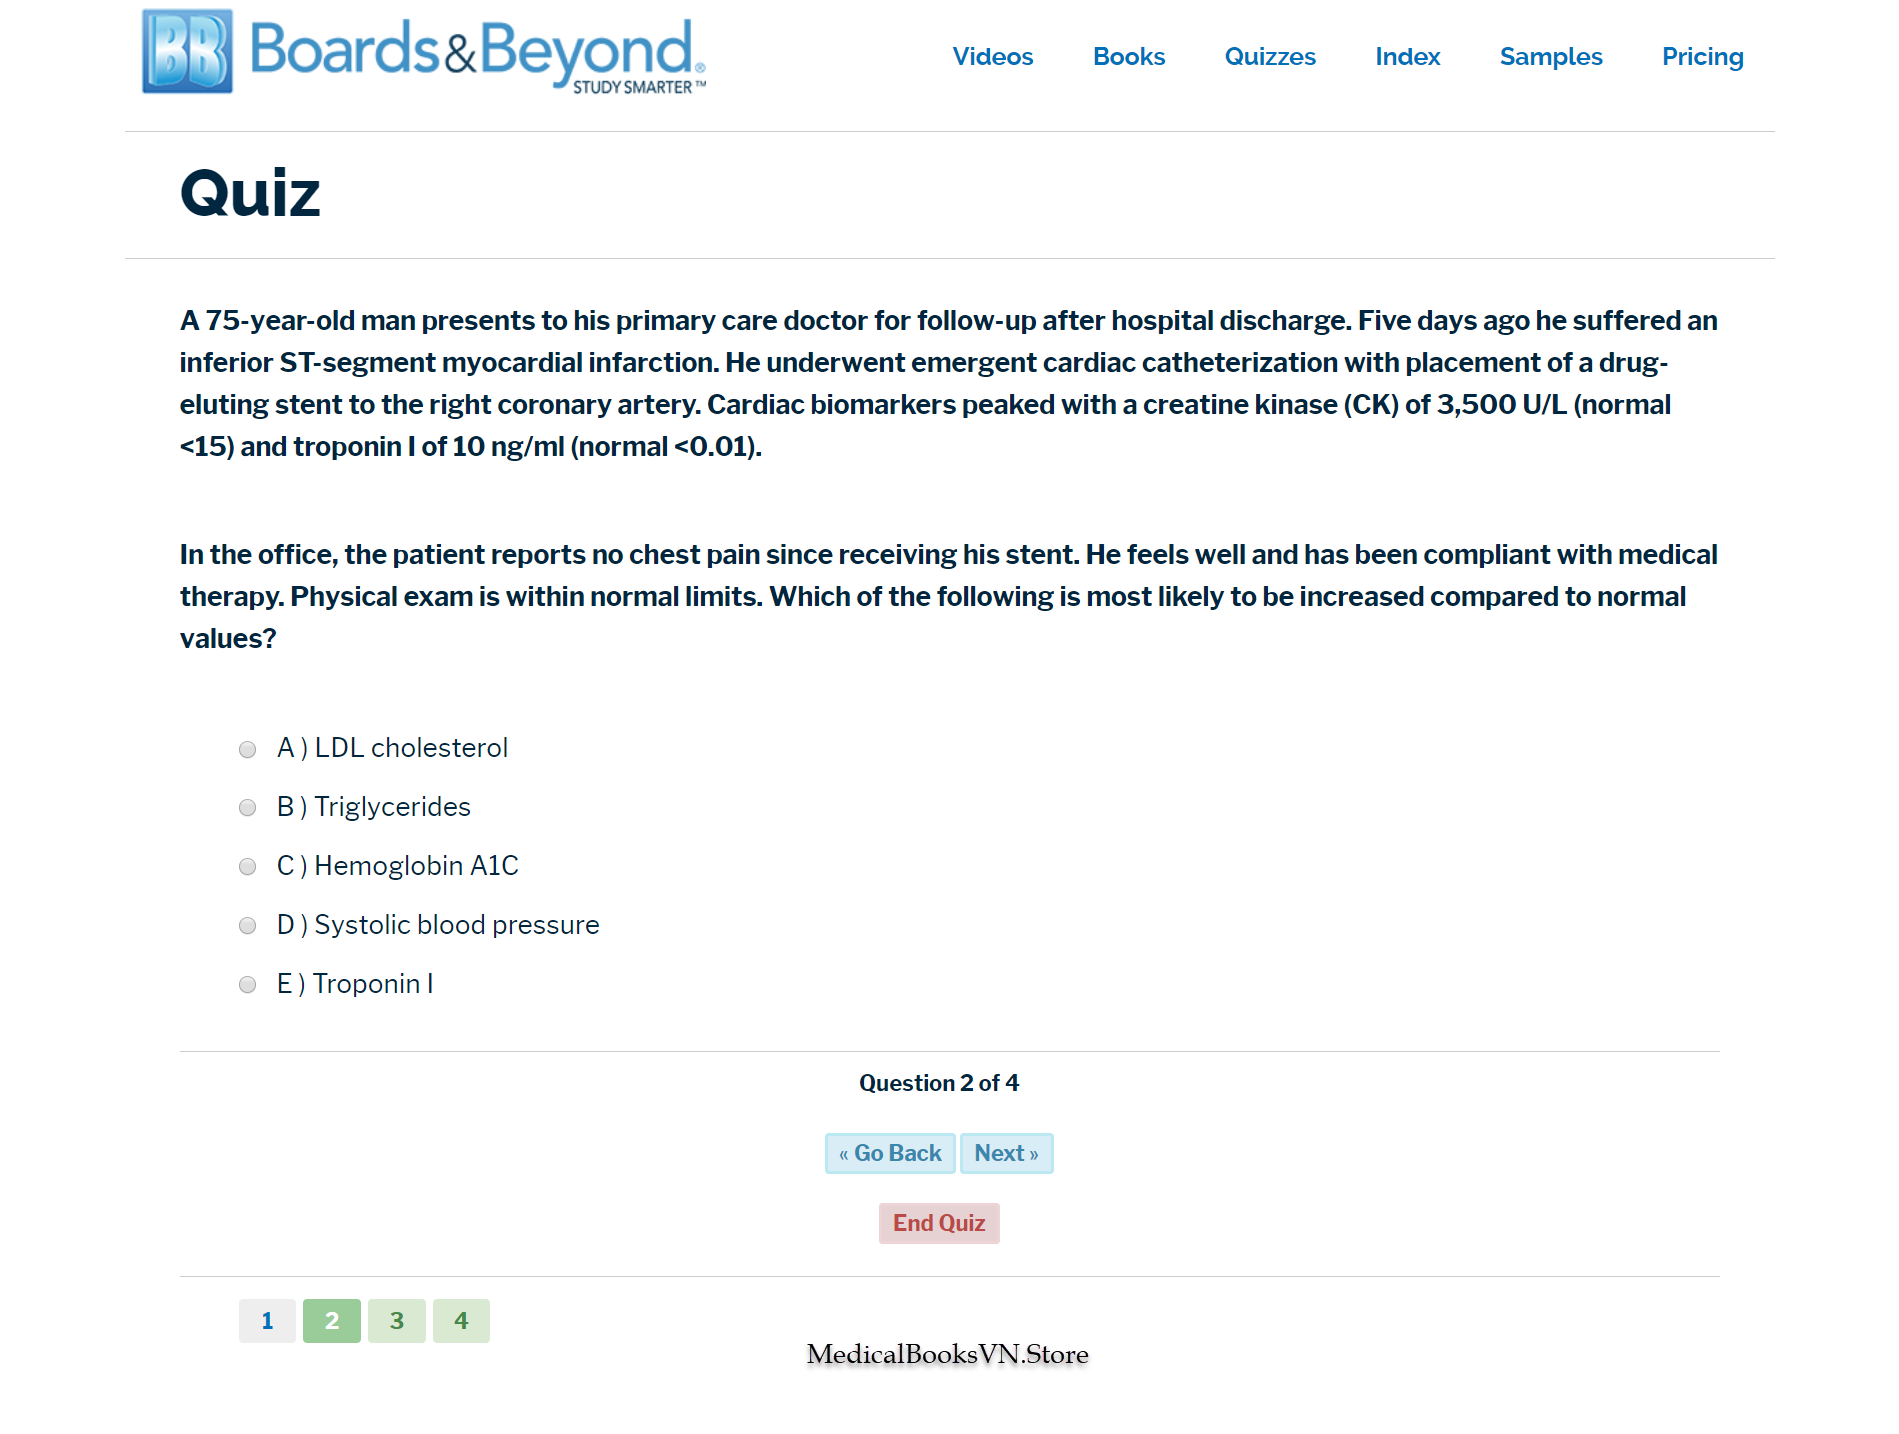 BB Boards&Beyond.®
STUDY SMARTER™
Videos Books Quizzes Index Samples Pricing
Quiz
A 75-year-old man presents to his primary care doctor for follow-up after hospital discharge. Five days ago he suffered an
inferior ST-segment myocardial infarction. He underwent emergent cardiac catheterization with placement of a drug-
eluting stent to the right coronary artery. Cardiac biomarkers peaked with a creatine kinase (CK) of 3,500 U/L (normal
<15) and troponin I of 10 ng/ml (normal <0.01).
In the office, the patient reports no chest pain since receiving his stent. He feels well and has been compliant with medical
therapy. Physical exam is within normal limits. Which of the following is most likely to be increased compared to normal
values?
A ) LDL cholesterol
B ) Triglycerides
C ) Hemoglobin A1C
D ) Systolic blood pressure
E ) Troponin I
Question 2 of 4
« Go Back Next »
End Quiz
1 2 3 4
MedicalBooksVN.Store